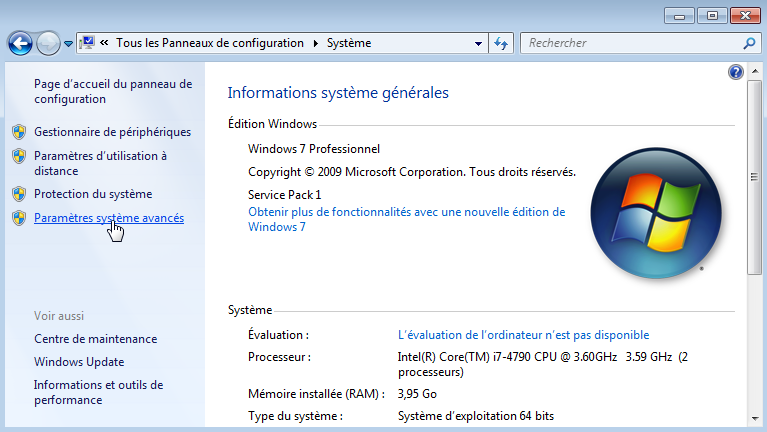 Tous les Panneaux de configuration Système
Rechercher
Page d'accueil du panneau de
configuration
Gestionnaire de périphériques
Paramètres d'utilisation à
distance
Protection du système
Paramètres système avancés
Voir aussi
Centre de maintenance
Windows Update
Informations et outils de
performance
Informations système générales
Édition Windows
Windows 7 Professionnel
Copyright © 2009 Microsoft Corporation. Tous droits réservés.
Service Pack 1
Obtenir plus de fonctionnalités avec une nouvelle édition de
Windows 7
Système
Évaluation : L'évaluation de l'ordinateur n'est pas disponible
Processeur : Intel(R) Core(TM) i7-4790 CPU @ 3.60GHz 3.59 GHz (2
processeurs)
Mémoire installée (RAM) : 3,95 Go
Type du système : Système d'exploitation 64 bits